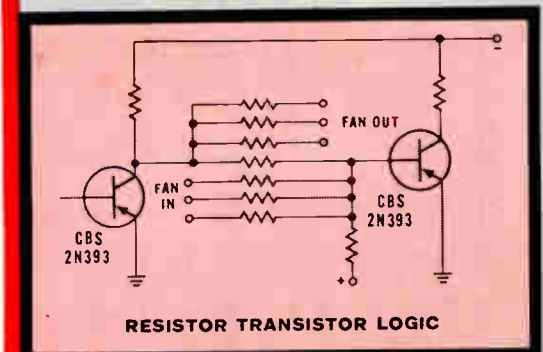 -
FAN OUT
FAN
IN
CBS
2N393
CBS
2N393
+
RESISTOR TRANSISTOR LOGIC